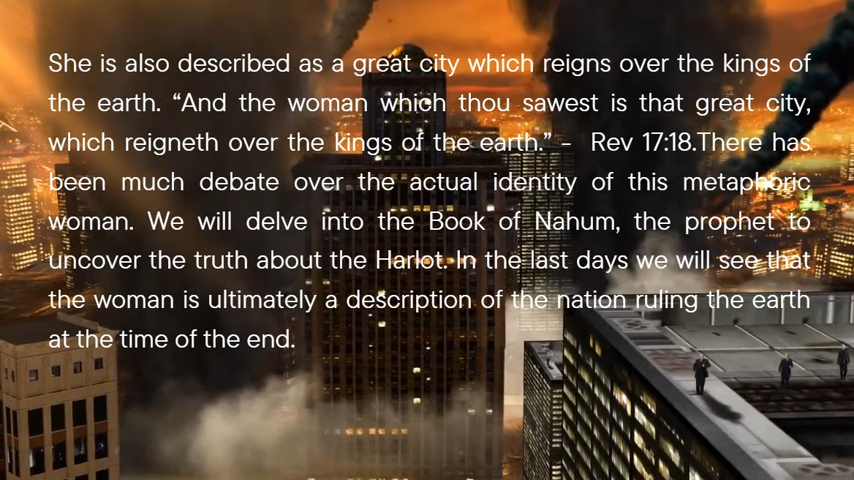 She is also described as a great city which reigns over the kings of
the earth. “And the woman which thou sawest is that great city,
which reigneth over the kings of the earth.” -  Rev 17:18.There has
been much debate over the actual identity of this metaphoric
woman. We will delve into the Book of Nahum, the prophet to
uncover the truth about the Harlot. In the last days we will see that
the woman is ultimately a description of the nation ruling the earth
at the time of the end.